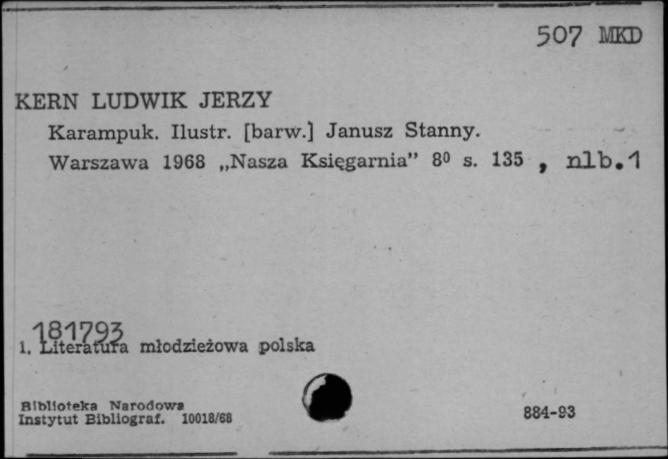 507 MKD
KERN LUDWIK JERZY
Karampuk. Ilustr. [barw.] Janusz Stanny.
Warszawa 1968 „Nasza Księgarnia” 8⁰ s. 135 , nlb.1
181793
1. Literatura młodzieżowa polska
Biblioteka Narodowa
Instytut Bibliograf. 10018/68
884-93